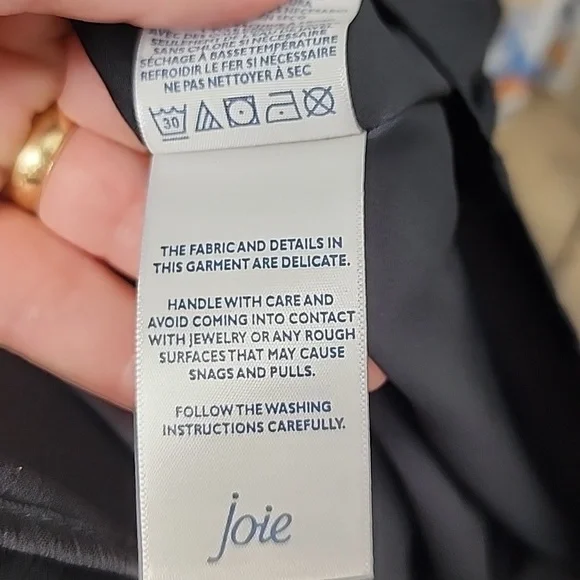 SEULEMENT DE
SANS CHLORE SI NÉCESSAIRE
SÉCHAGE À BASSE TEMPÉRATURE
REFROIDIR LE FER SI NÉCESSAIRE
NE PAS NETTOYER À SEC
30
THE FABRIC AND DETAILS IN
THIS GARMENT ARE DELICATE.
HANDLE WITH CARE AND
AVOID COMING INTO CONTACT
WITH JEWELRY OR ANY ROUGH
SURFACES THAT MAY CAUSE
SNAGS AND PULLS.
FOLLOW THE WASHING
INSTRUCTIONS CAREFULLY.
joie